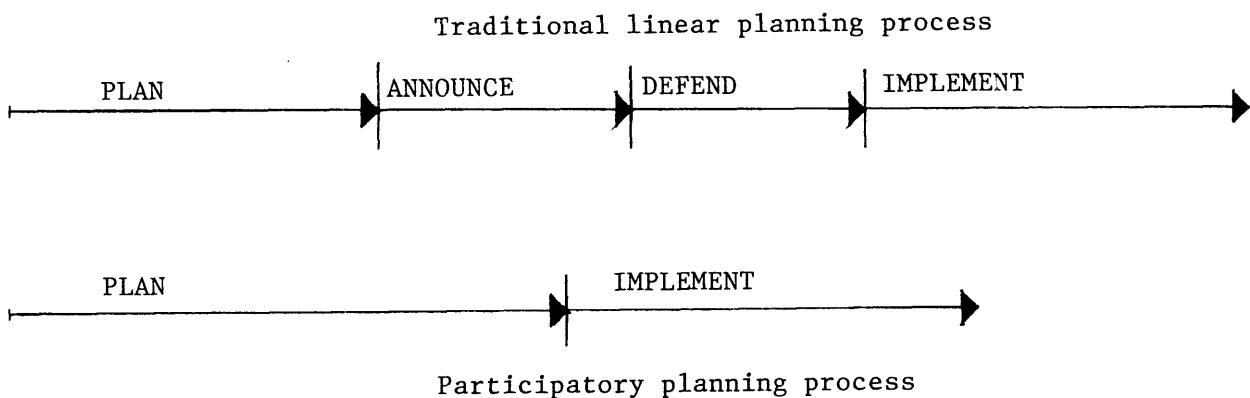 Traditional linear planning process
PLAN ANNOUNCE DEFEND IMPLEMENT
PLAN IMPLEMENT
Participatory planning process